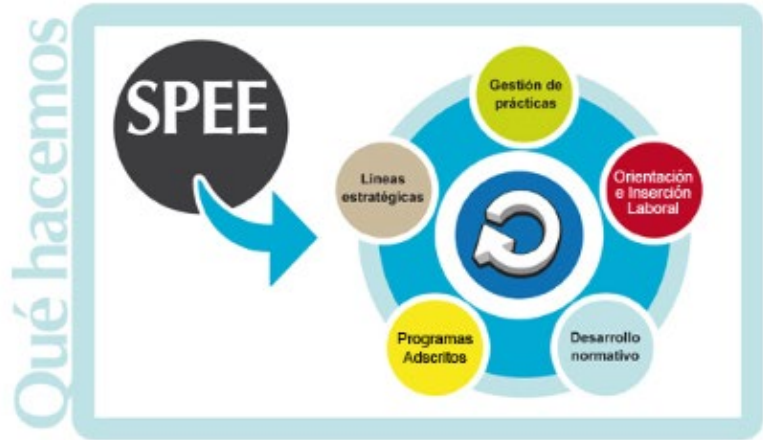 Qué hacemos
SPEE
Gestión de
prácticas
Líneas
estratégicas
Orientación
e Inserción
Laboral
Programas
Adscritos
Desarrollo
normativo